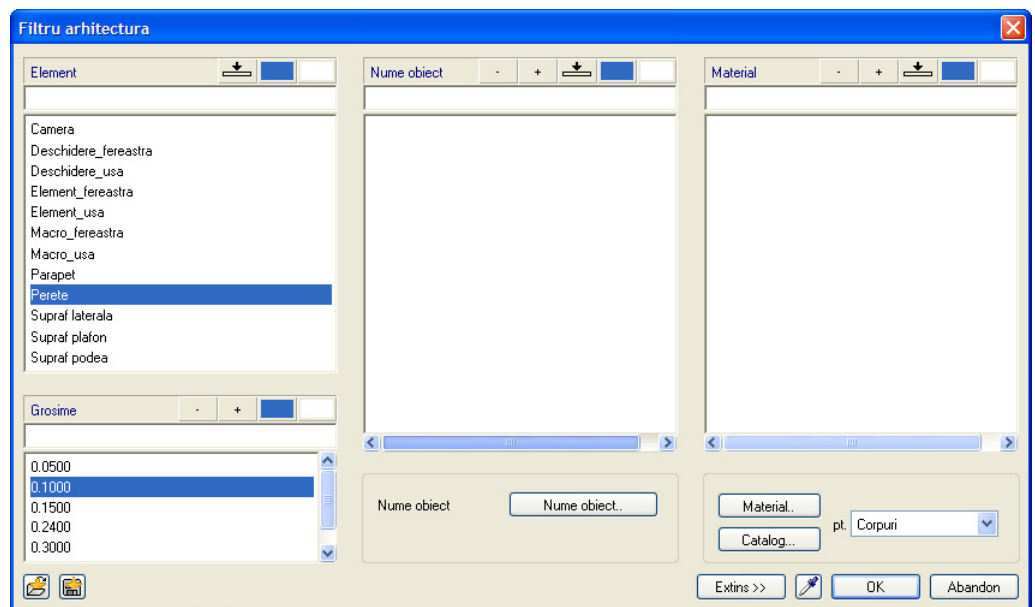 Filtru arhitectura
Element
Camera
Deschidere_fereastra
Deschidere_usa
Element_fereastra
Element_usa
Macro_fereastra
Macro_usa
Parapet
Perete
Supraf laterala
Supraf plafon
Supraf podea
Grosime - +
0.0500
0.1000
0.1500
0.2400
0.3000
Nume obiect - +
Nume obiect Nume obiect..
Material - +
Material..
Catalog...
pt. Corpuri
Extins >> OK Abandon